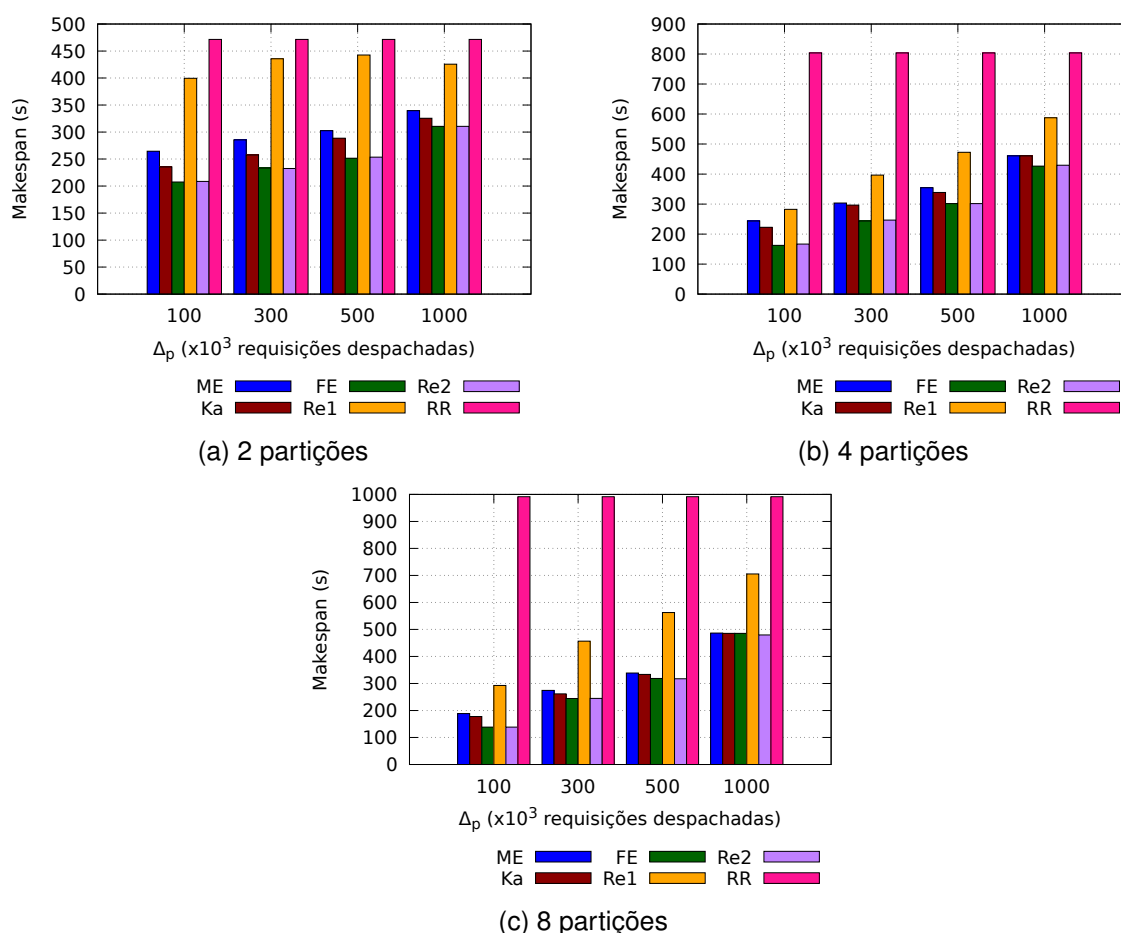 500
450
400
350
300
250
200
150
100
50
0
Makespan (s)
100 300 500 1000
Δp (x10³ requisições despachadas)
ME FE Re2
Ka Re1 RR
(a) 2 partições
900
800
700
600
500
400
300
200
100
0
Makespan (s)
100 300 500 1000
Δp (x10³ requisições despachadas)
ME FE Re2
Ka Re1 RR
(b) 4 partições
1000
900
800
700
600
500
400
300
200
100
0
Makespan (s)
100 300 500 1000
Δp (x10³ requisições despachadas)
ME FE Re2
Ka Re1 RR
(c) 8 partições